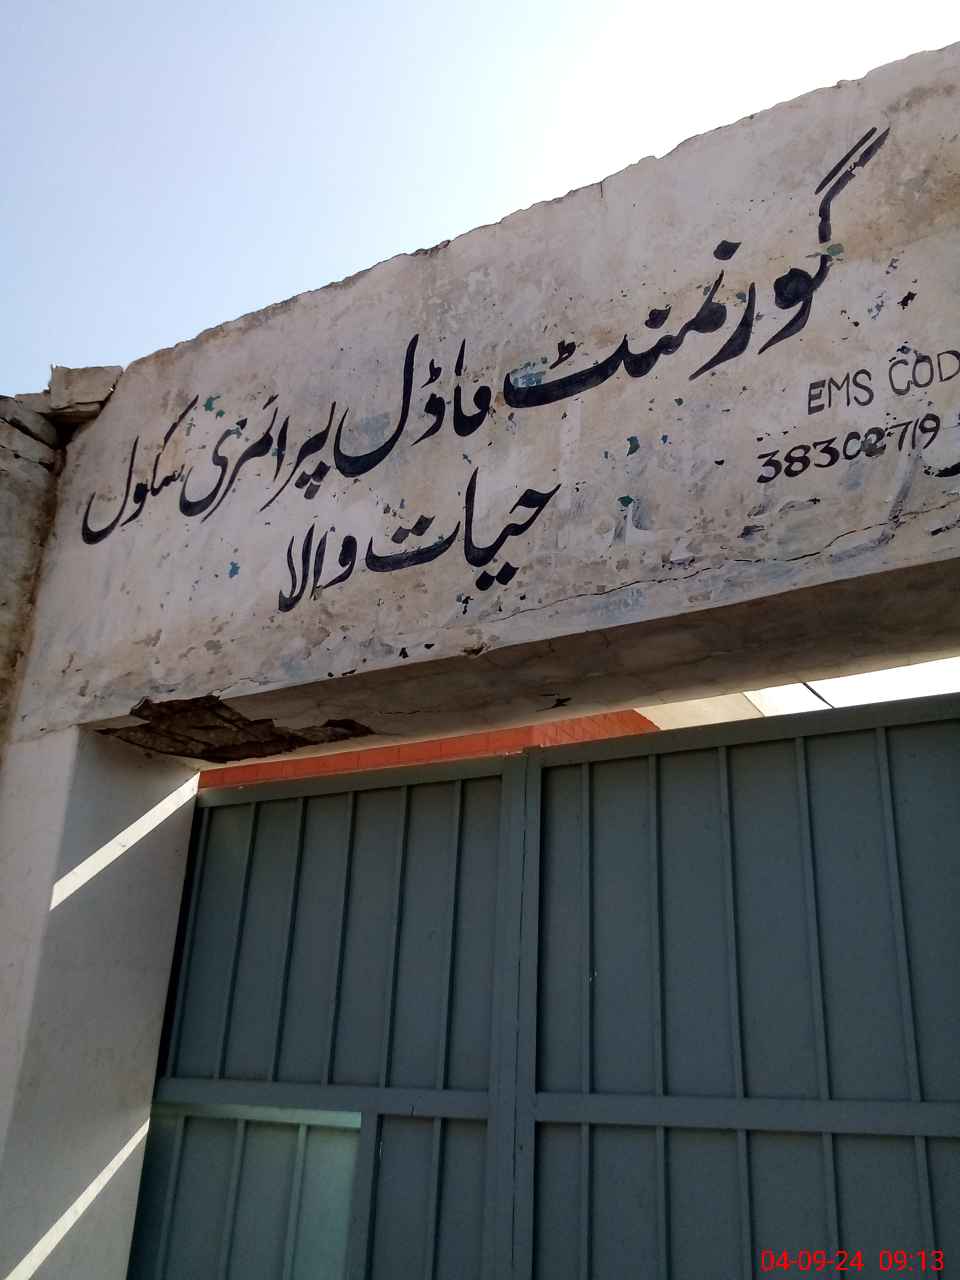 گورنمنٹ ماڈل پرائمری سکول
حیات والا
EMS COD
38302719
04-09-24 09:13